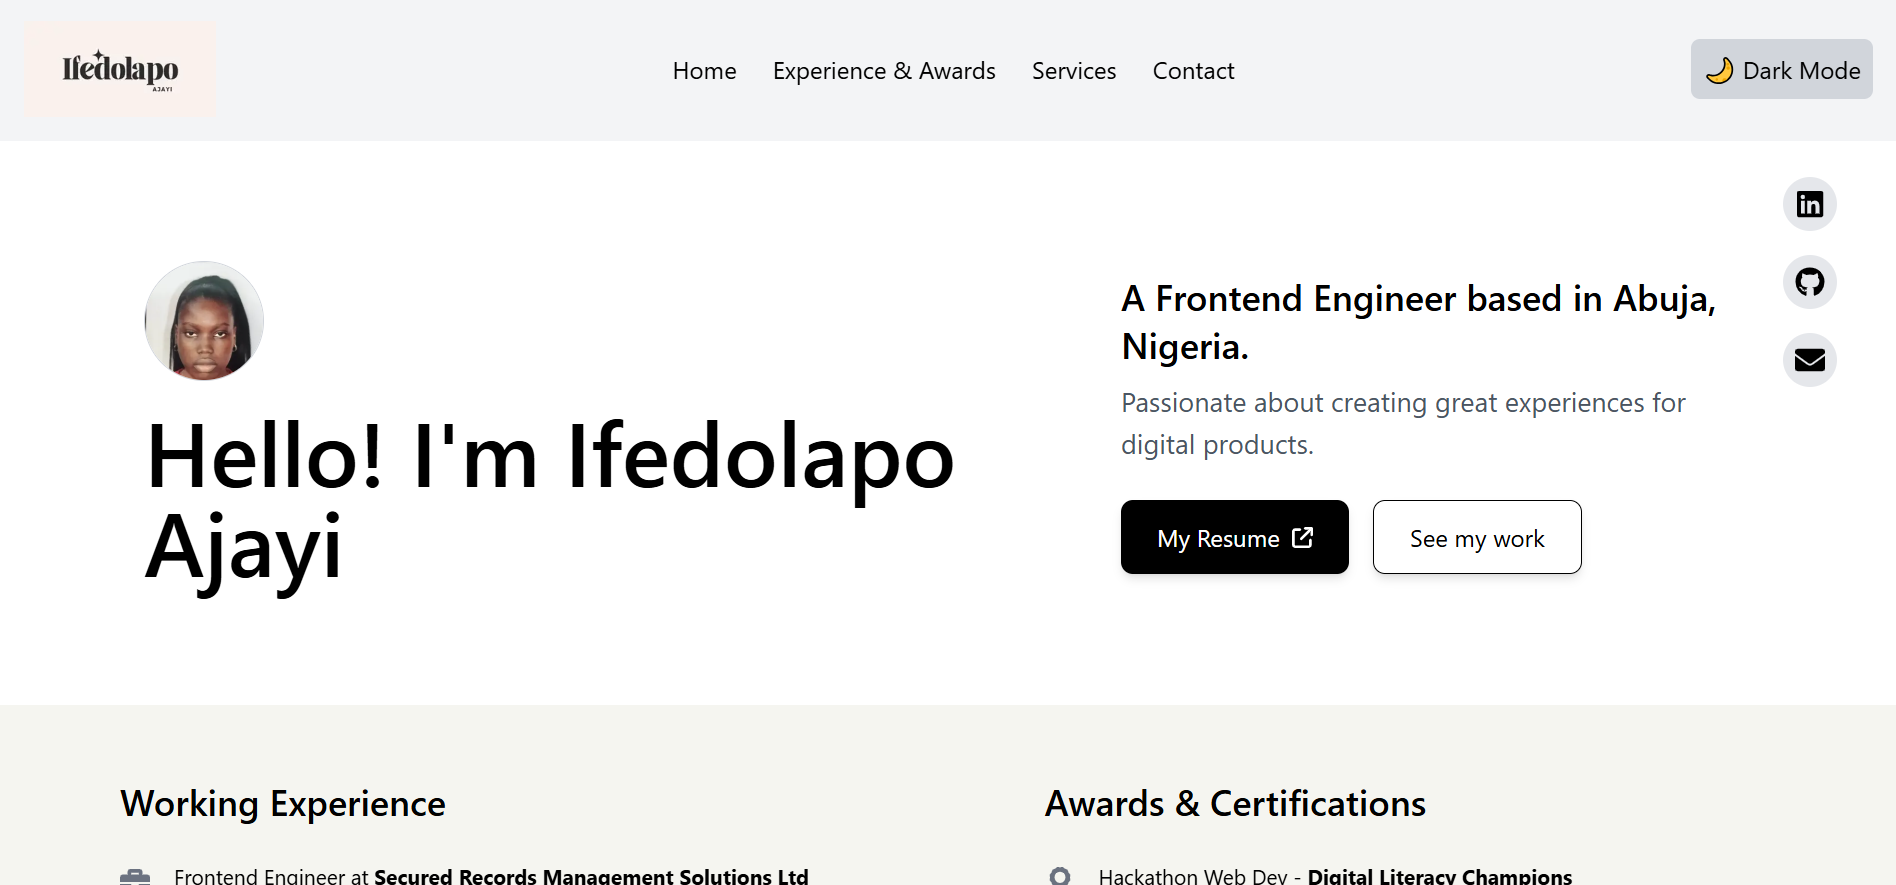 Ifedolapo
AJAYI
Home
Experience & Awards
Services
Contact
Dark Mode
Hello! I'm Ifedolapo
Ajayi
A Frontend Engineer based in Abuja,
Nigeria.
Passionate about creating great experiences for
digital products.
My Resume
See my work
Working Experience
Frontend Engineer at Secured Records Management Solutions Ltd
Awards & Certifications
Hackathon Web Dev - Digital Literacy Champions